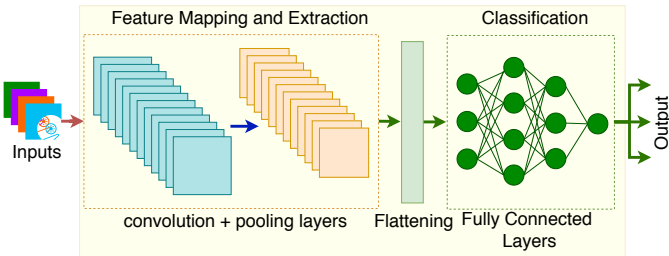 Feature Mapping and Extraction
Classification
Inputs
Output
convolution + pooling layers
Flattening
Fully Connected
Layers